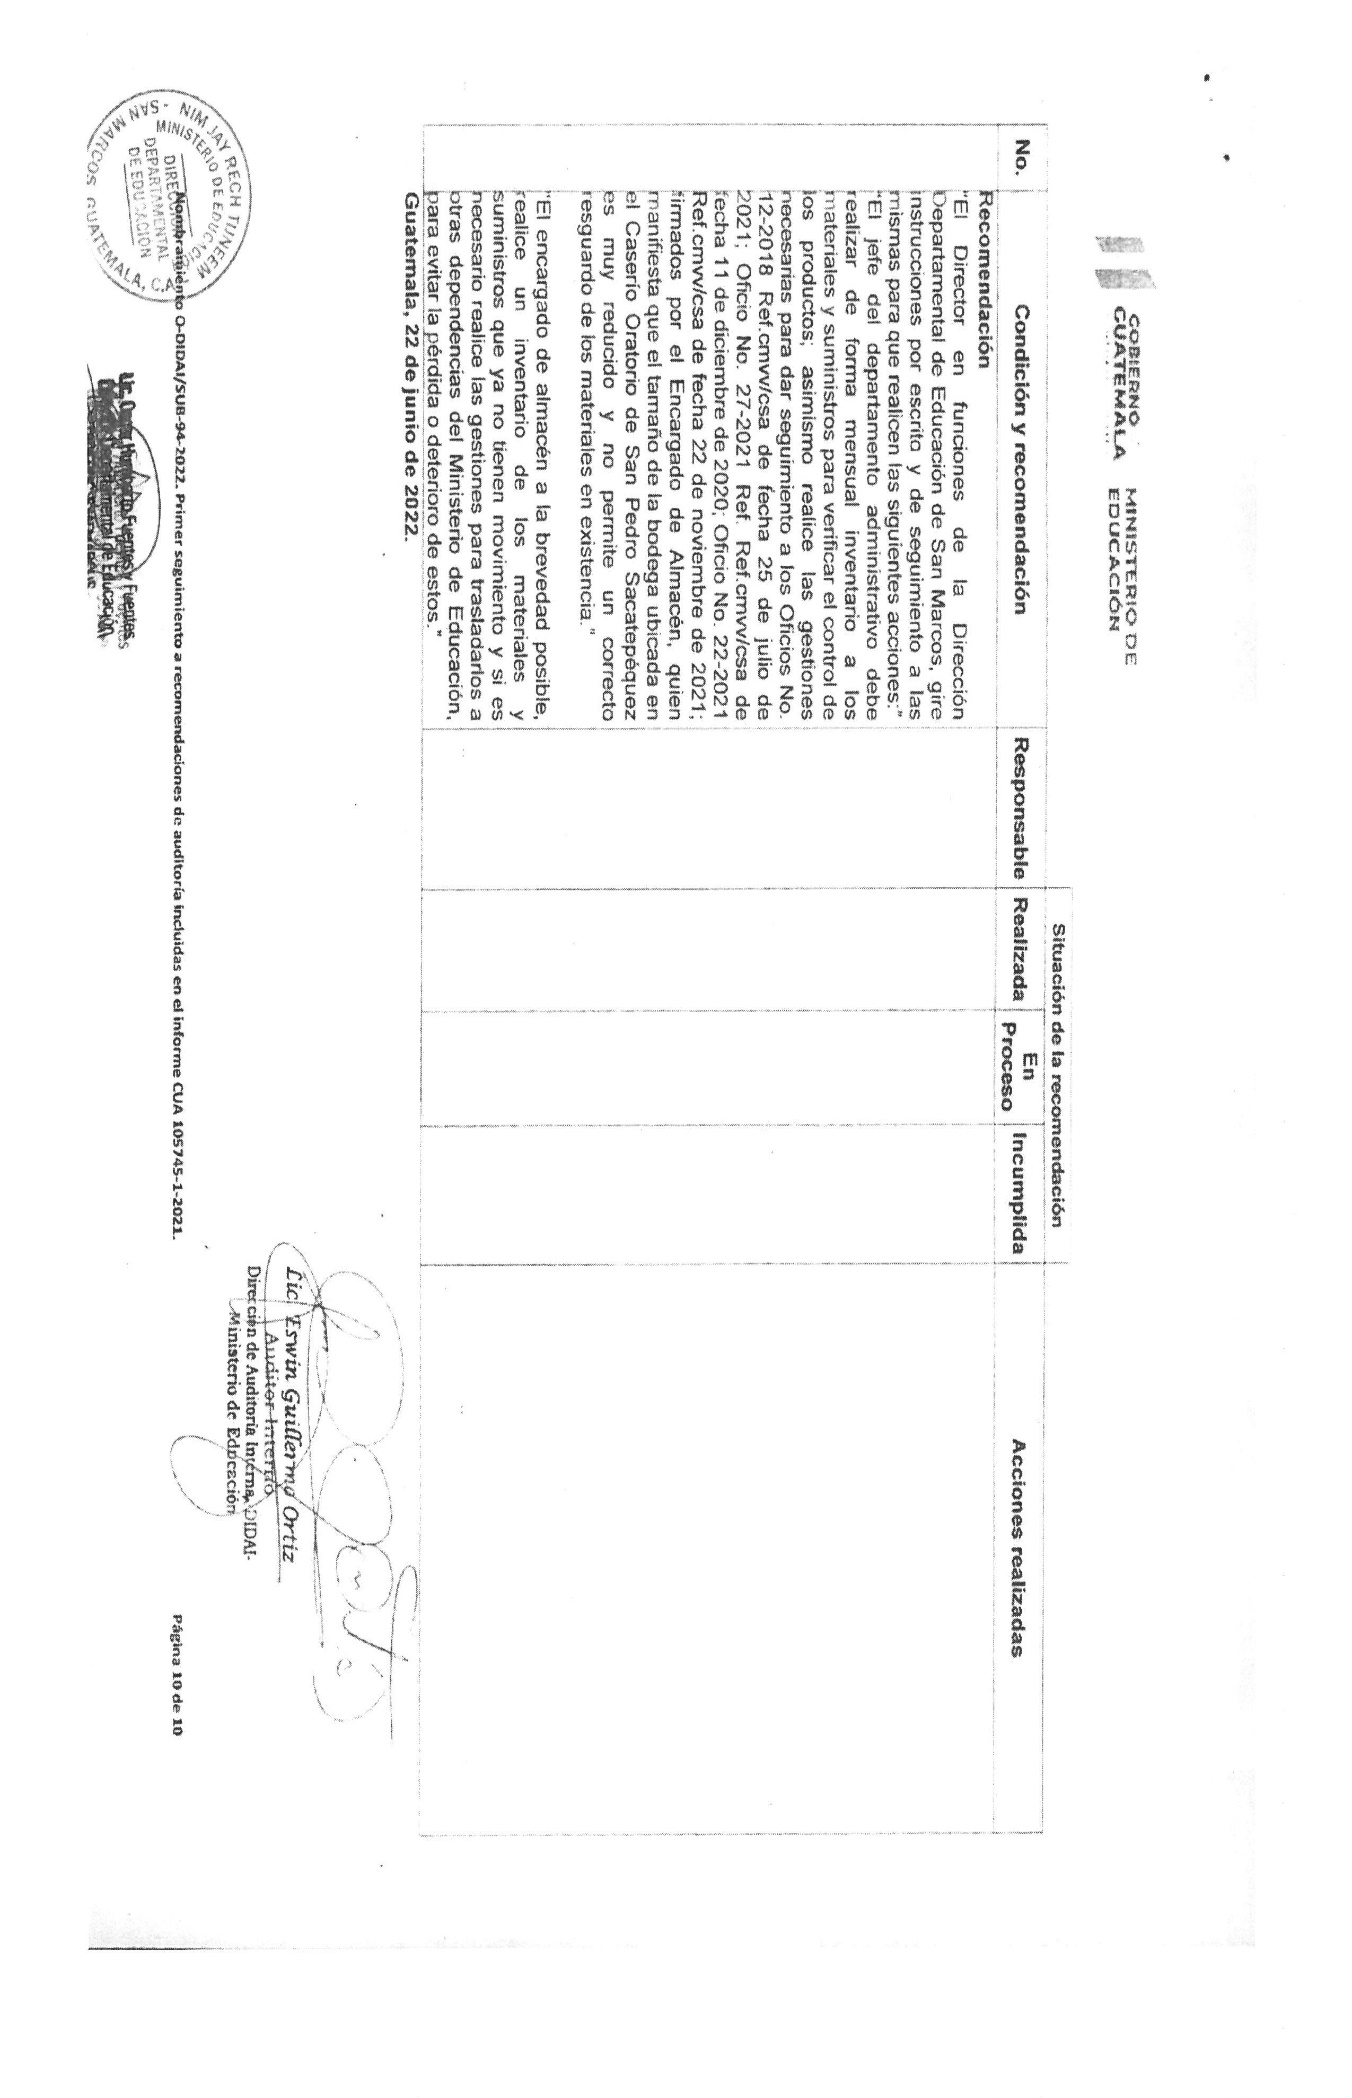 GOBIERNO
GUATEMALA
MINISTERIO DE
EDUCACIÓN
Situación de la recomendación
No.
Condición y recomendación
Responsable
Realizada
En
Proceso
Incumplida
Acciones realizadas
Recomendación
"El Director en funciones de la Dirección
Departamental de Educación de San Marcos, gire
instrucciones por escrito y de seguimiento a las
mismas para que realicen las siguientes acciones:"
"El jefe del departamento administrativo debe
realizar de forma mensual inventario a los
materiales y suministros para verificar el control de
los productos; asimismo realice las gestiones
necesarias para dar seguimiento a los Oficios No.
12-2018 Ref.cmvv/csa de fecha 25 de julio de
2021; Oficio No. 27-2021 Ref. Ref.cmvv/csa de
fecha 11 de diciembre de 2020; Oficio No. 22-2021
Ref.cmvv/csa de fecha 22 de noviembre de 2021;
firmados por el Encargado de Almacén, quien
manifiesta que el tamaño de la bodega ubicada en
el Caserío Oratorio de San Pedro Sacatepéquez
es muy reducido y no permite un correcto
resguardo de los materiales en existencia."
"El encargado de almacén a la brevedad posible,
realice un inventario de los materiales y
suministros que ya no tienen movimiento y si es
necesario realice las gestiones para trasladarlos a
otras dependencias del Ministerio de Educación,
para evitar la pérdida o deterioro de estos."
Guatemala, 22 de junio de 2022.
Lic. Eswin Guillermo Ortiz
Auditor Interno
Dirección de Auditoría Interna, DIDAI-
Ministerio de Educación
Nombramiento O-DIDAI/SUB-94-2022. Primer seguimiento a recomendaciones de auditoría incluidas en el informe CUA 105745-1-2021.
Página 10 de 10
NIM JAY RECH TIJNEEM
MINISTERIO DE EDUCACIÓN
DIRECCIÓN
DEPARTAMENTAL
DE EDUCACIÓN
SAN MARCOS GUATEMALA, C.A.
Fuentes y Fuentes
de Educación